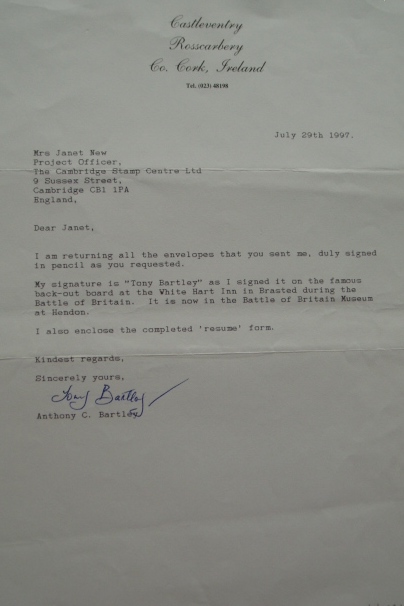 Castleventry
Rosscarbery
Co. Cork, Ireland
Tel. (023) 48198
July 29th 1997.
Mrs Janet New
Project Officer,
The Cambridge Stamp Centre Ltd
9 Sussex Street,
Cambridge CB1 1PA
England,
Dear Janet,
I am returning all the envelopes that you sent me, duly signed
in pencil as you requested.
My signature is "Tony Bartley" as I signed it on the famous
back-out board at the White Hart Inn in Brasted during the
Battle of Britain. It is now in the Battle of Britain Museum
at Hendon.
I also enclose the completed 'resume' form.
Kindest regards,
Sincerely yours,
Tony Bartley
Anthony C. Bartley